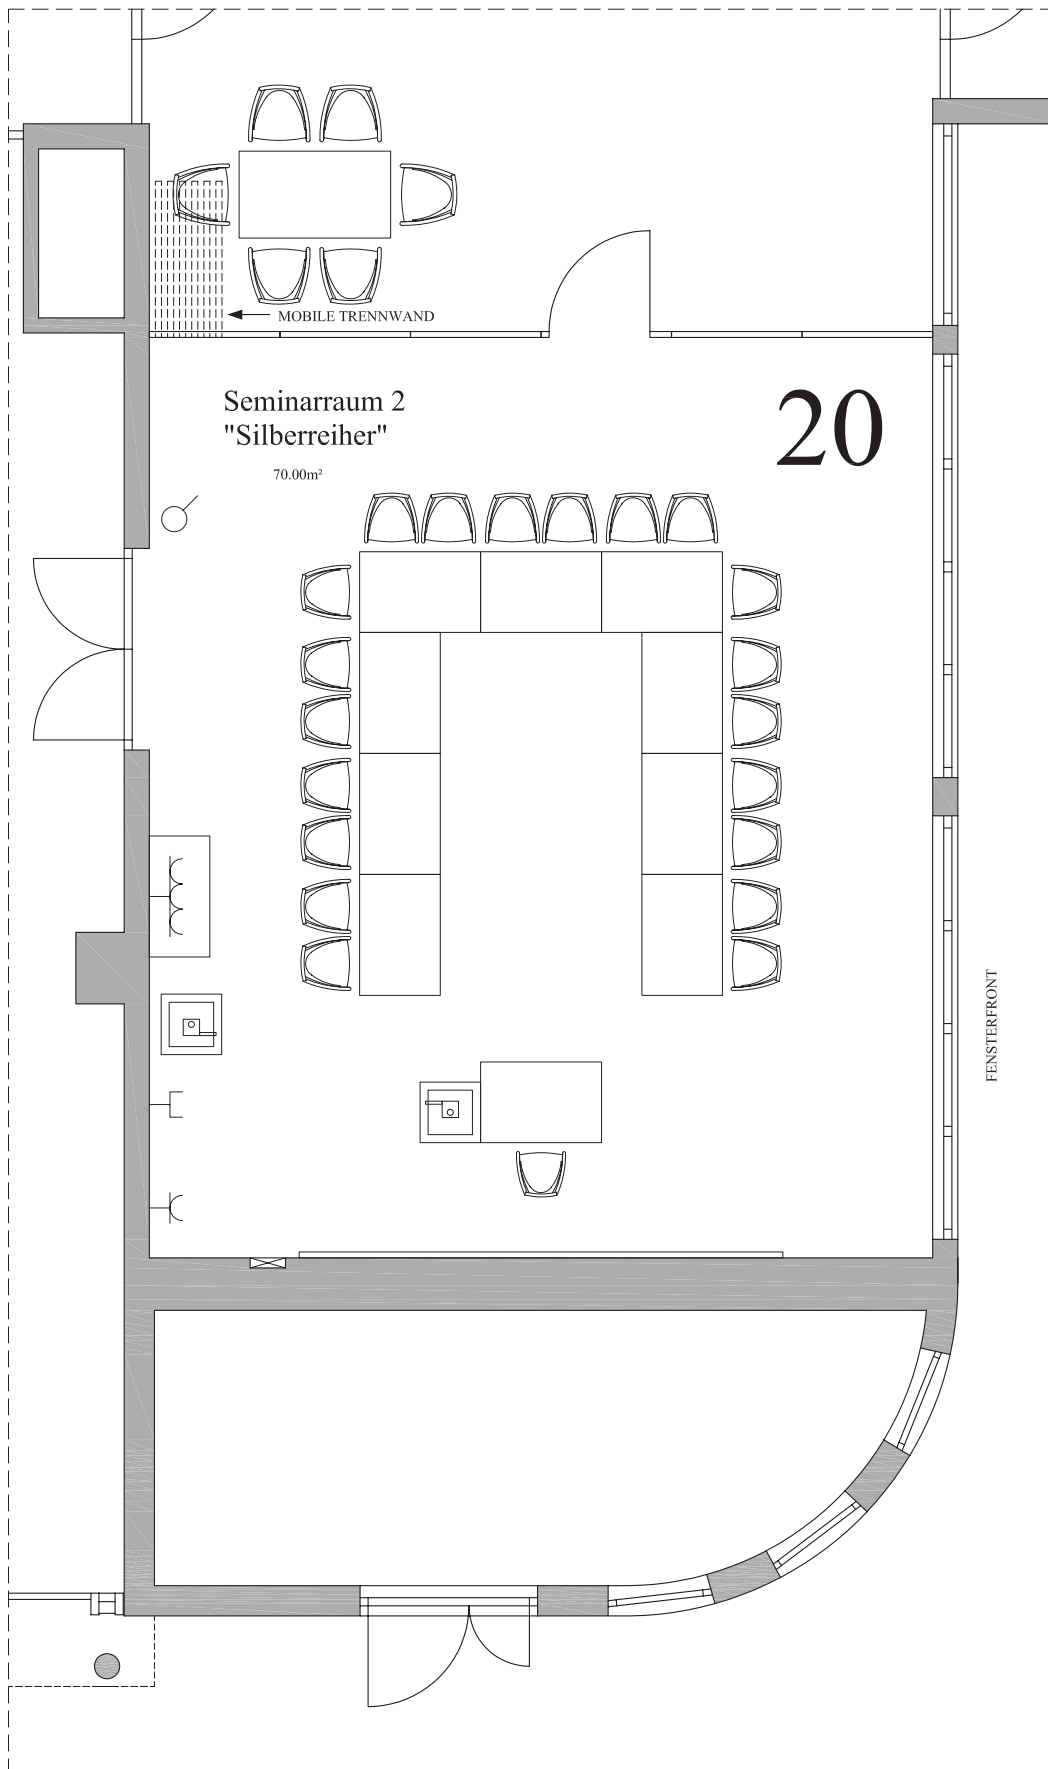 MOBILE TRENNWAND
Seminarraum 2
"Silberreiher"
70.00m²
20
FENSTERFRONT